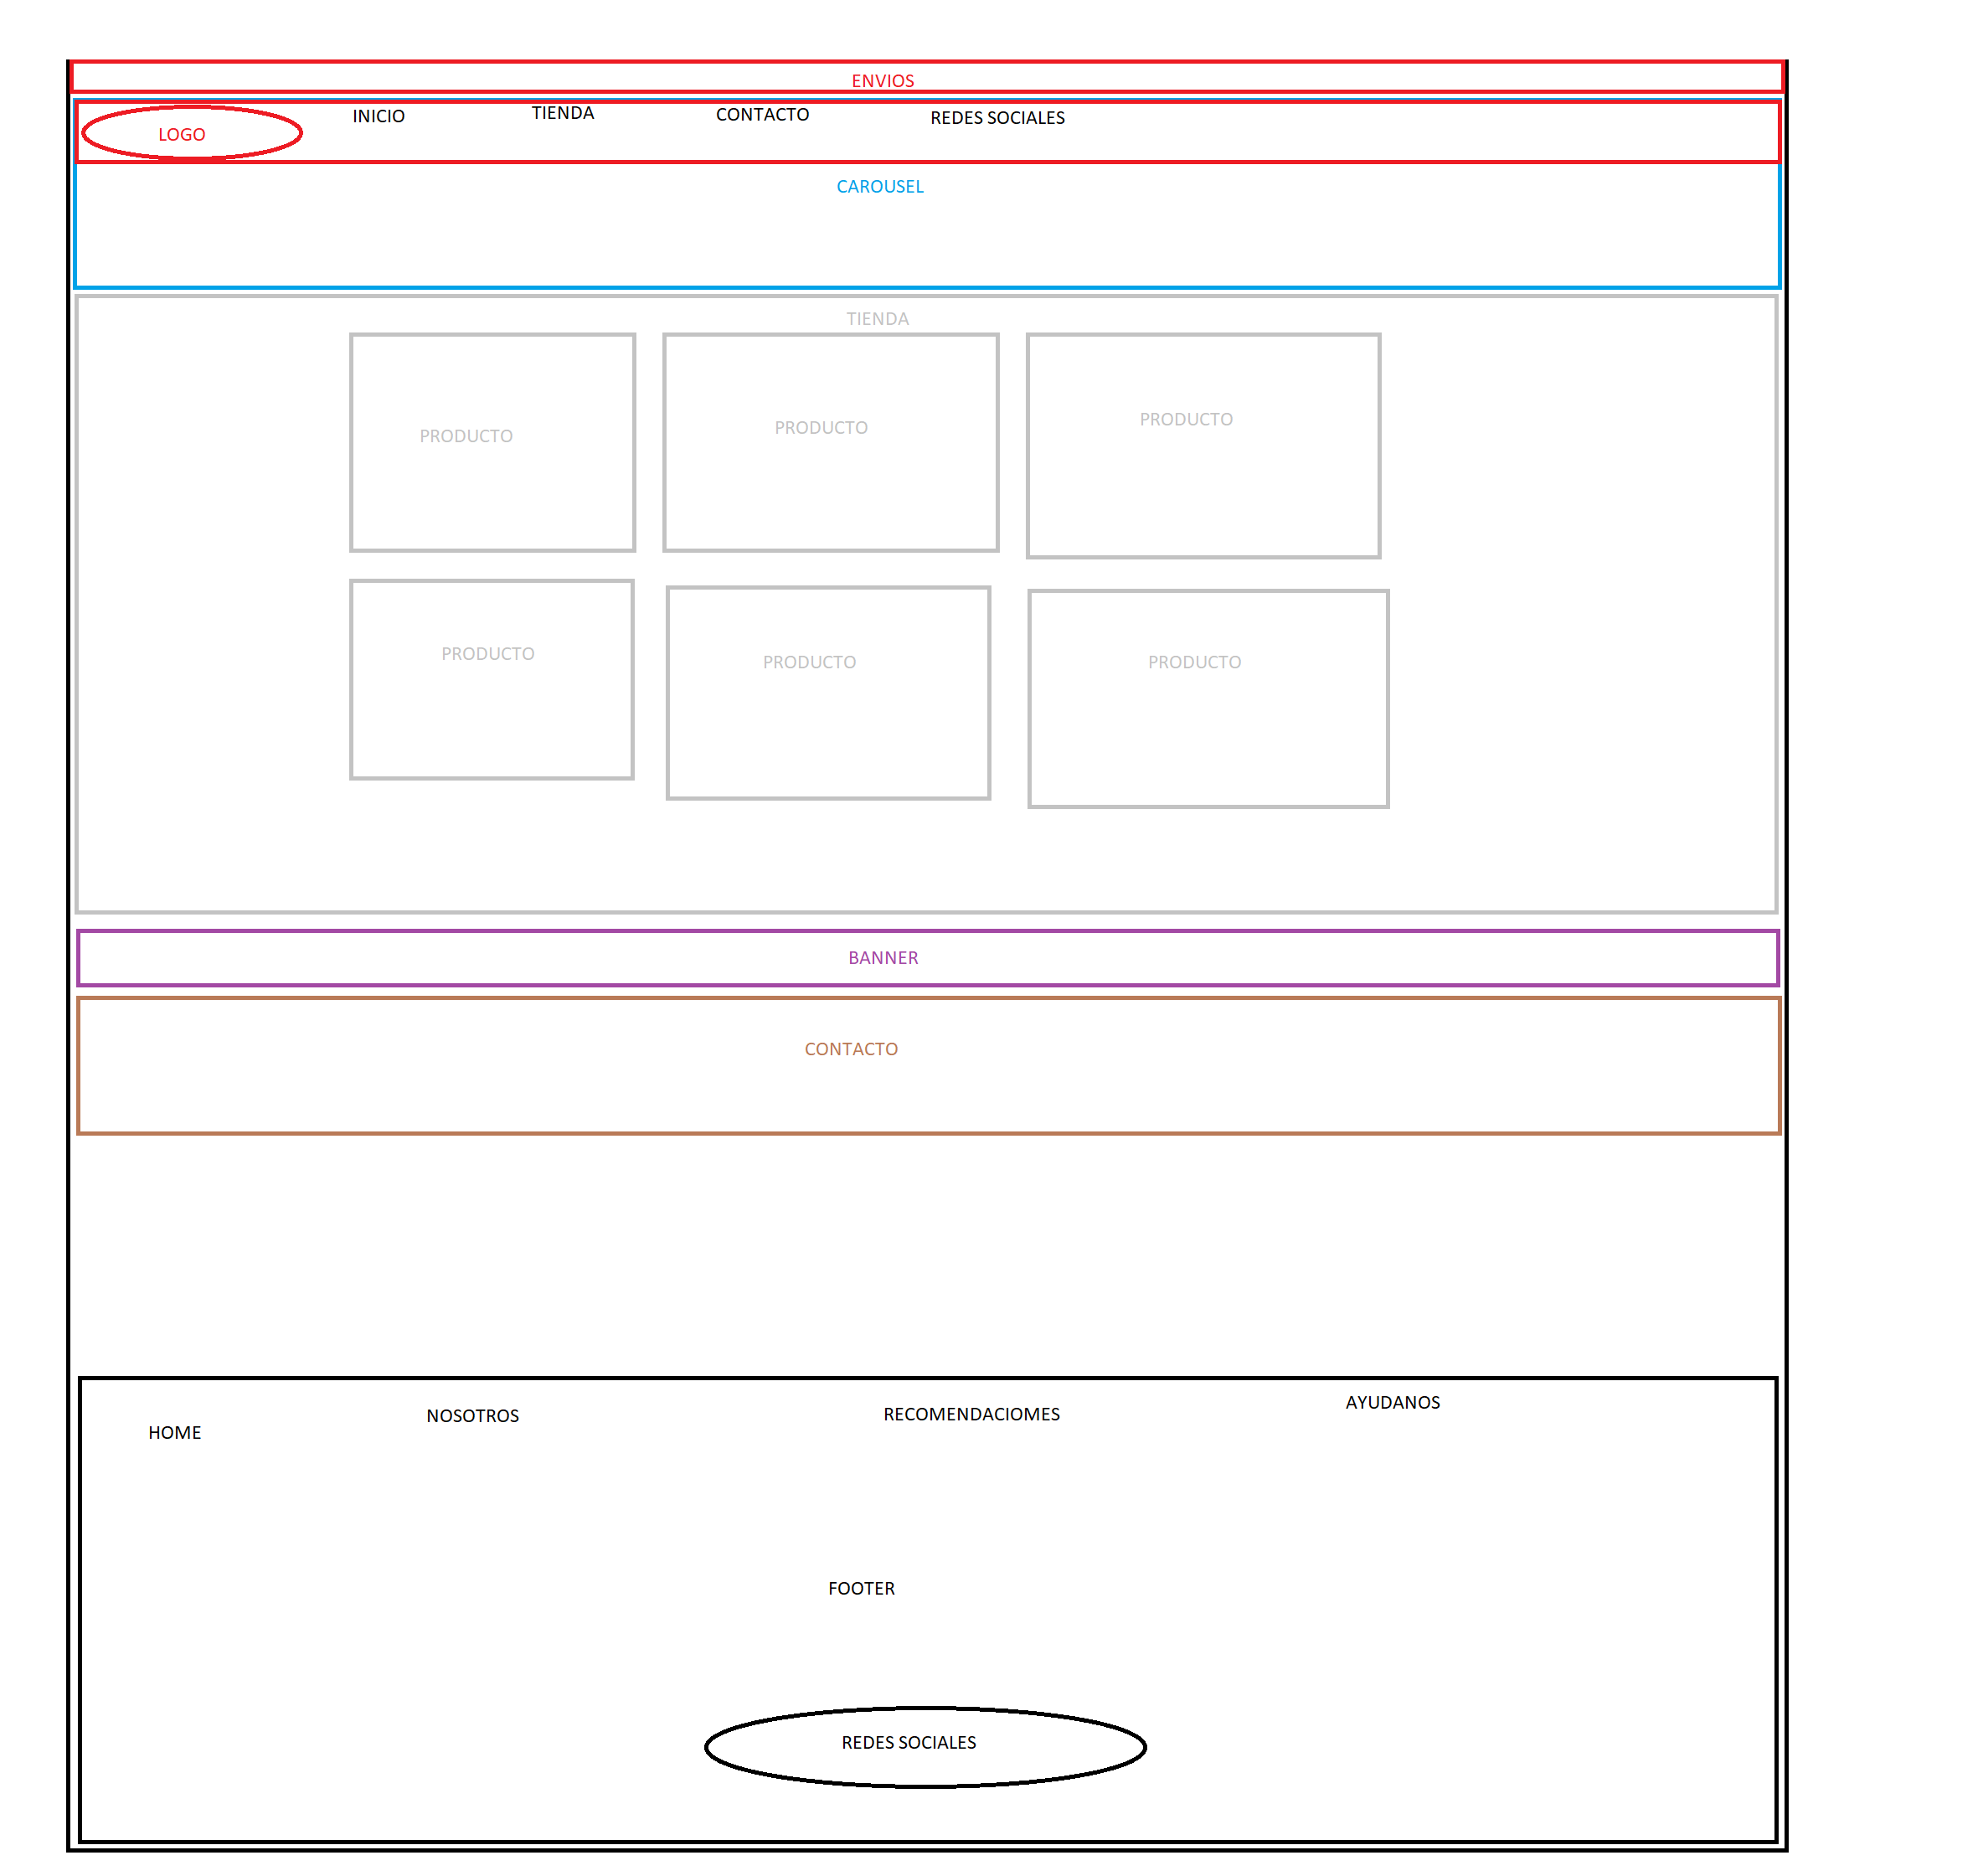 ENVIOS
LOGO
INICIO
TIENDA
CONTACTO
REDES SOCIALES
CAROUSEL
TIENDA
PRODUCTO
PRODUCTO
PRODUCTO
PRODUCTO
PRODUCTO
PRODUCTO
BANNER
CONTACTO
HOME
NOSOTROS
RECOMENDACIOMES
AYUDANOS
FOOTER
REDES SOCIALES